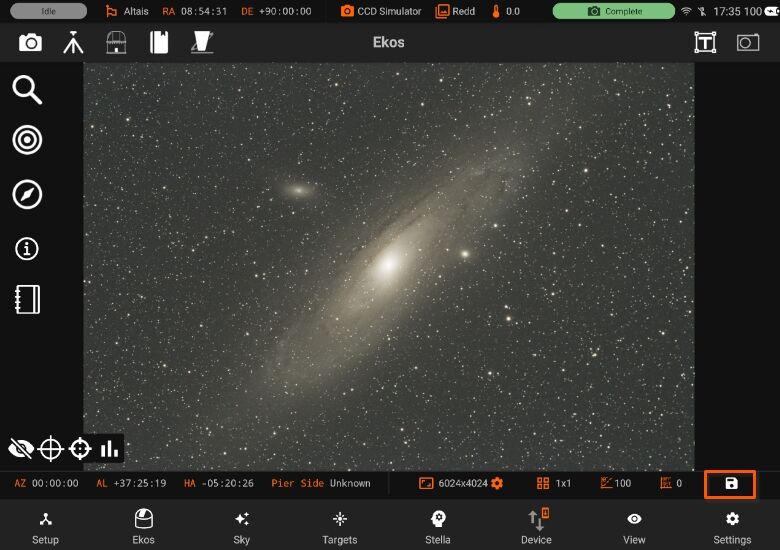 Idle Altais RA 08:54:31 DE +90:00:00 CCD Simulator Redd 0.0 Complete 17:35 100
Ekos T
AZ 00:00:00 AL +37:25:19 HA -05:20:26 Pier Side Unknown 6024x4024 1x1 100 0
Setup Ekos Sky Targets Stella Device View Settings